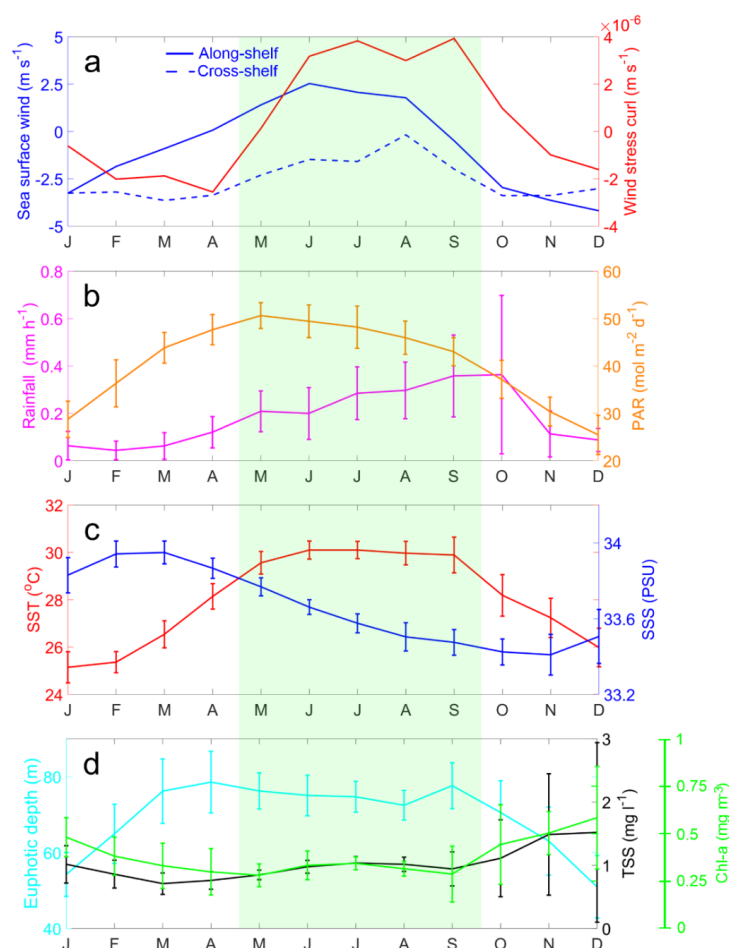 a
Along-shelf
Cross-shelf
Sea surface wind (m s⁻¹)
5
2.5
0
-2.5
-5
×10⁻⁶
4
2
0
-2
-4
Wind stress curl (m s⁻¹)
J F M A M J J A S O N D
b
Rainfall (mm h⁻¹)
0.8
0.6
0.4
0.2
0
60
50
40
30
20
PAR (mol m⁻² d⁻¹)
J F M A M J J A S O N D
c
SST (°C)
32
30
28
26
24
34
33.6
33.2
SSS (PSU)
J F M A M J J A S O N D
d
Euphotic depth (m)
80
60
40
3
2
1
0
TSS (mg l⁻¹)
1
0.75
0.5
0.25
0
Chl-a (mg m⁻³)
J F M A M J J A S O N D